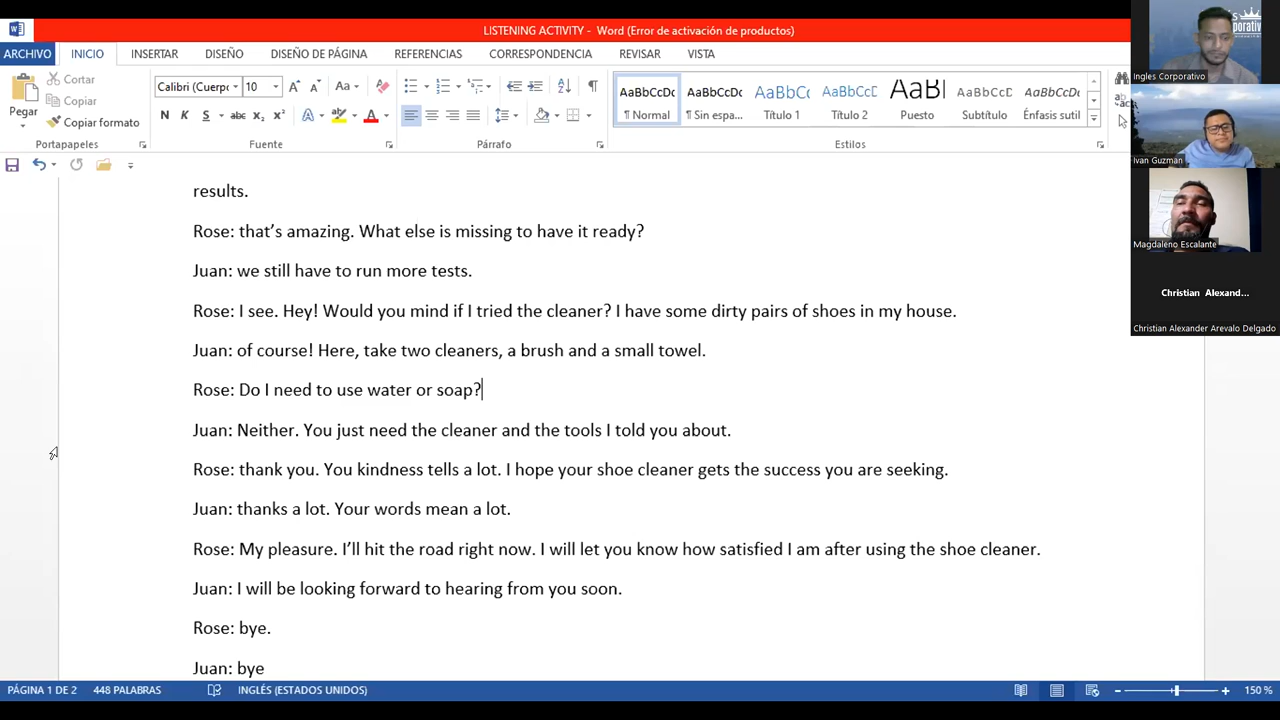 LISTENING ACTIVITY - Word (Error de activación de productos)
ARCHIVO INICIO INSERTAR DISEÑO DISEÑO DE PÁGINA REFERENCIAS CORRESPONDENCIA REVISAR VISTA
Pegar
Cortar
Copiar
Copiar formato
Portapapeles
Calibri (Cuerpo 10
N K S abc x₂ x² A A
Fuente
Párrafo
AaBbCcDc AaBbCcDc AaBbCc AaBbCcD AaBl AaBbCcD AaBbCcDc
¶ Normal ¶ Sin espa... Título 1 Título 2 Puesto Subtítulo Énfasis sutil
Estilos
results.
Rose: that’s amazing. What else is missing to have it ready?
Juan: we still have to run more tests.
Rose: I see. Hey! Would you mind if I tried the cleaner? I have some dirty pairs of shoes in my house.
Juan: of course! Here, take two cleaners, a brush and a small towel.
Rose: Do I need to use water or soap?
Juan: Neither. You just need the cleaner and the tools I told you about.
Rose: thank you. You kindness tells a lot. I hope your shoe cleaner gets the success you are seeking.
Juan: thanks a lot. Your words mean a lot.
Rose: My pleasure. I’ll hit the road right now. I will let you know how satisfied I am after using the shoe cleaner.
Juan: I will be looking forward to hearing from you soon.
Rose: bye.
Juan: bye
PÁGINA 1 DE 2 448 PALABRAS INGLÉS (ESTADOS UNIDOS) 150 %
Ingles Corporativo
Ivan Guzman
Magdaleno Escalante
Christian Alexand...
Christian Alexander Arevalo Delgado